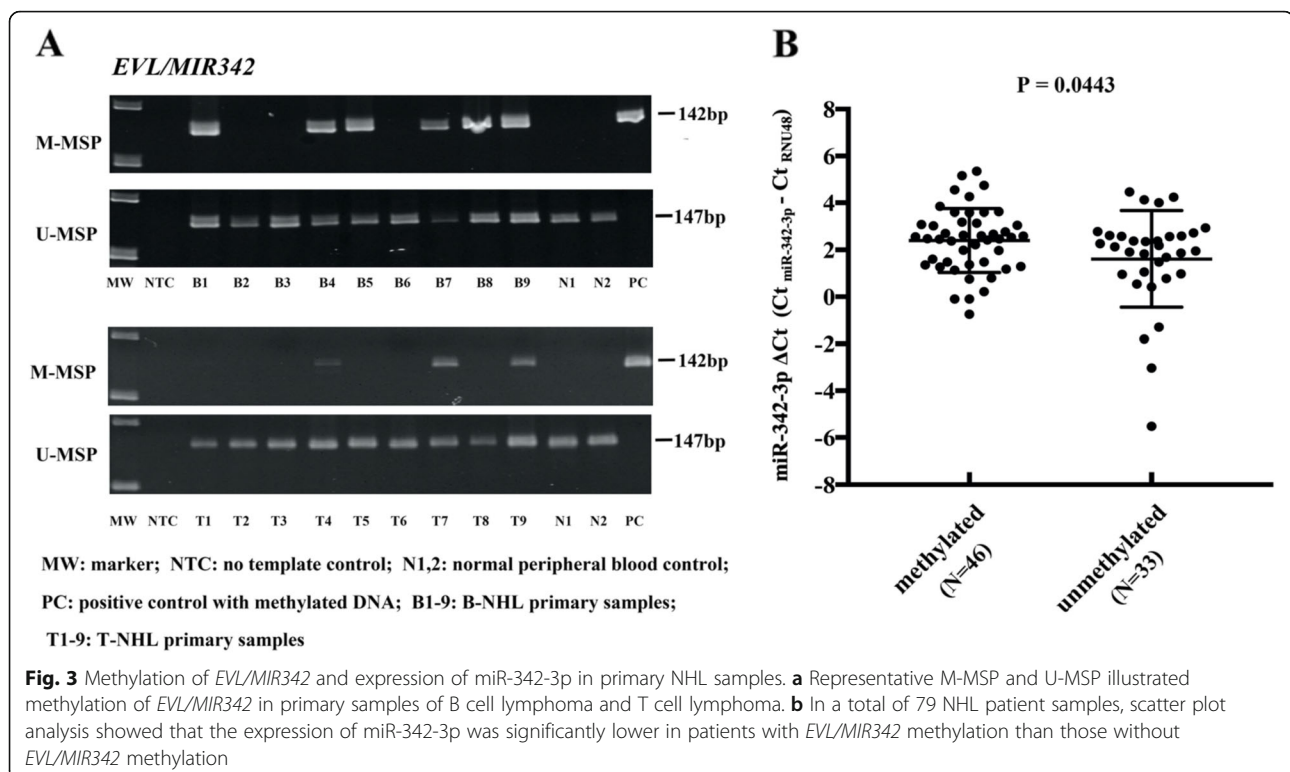 A
EVL/MIR342
M-MSP
142bp
U-MSP
147bp
MW NTC B1 B2 B3 B4 B5 B6 B7 B8 B9 N1 N2 PC
M-MSP
142bp
U-MSP
147bp
MW NTC T1 T2 T3 T4 T5 T6 T7 T8 T9 N1 N2 PC
MW: marker; NTC: no template control; N1,2: normal peripheral blood control;
PC: positive control with methylated DNA; B1-9: B-NHL primary samples;
T1-9: T-NHL primary samples
B
P = 0.0443
miR-342-3p ΔCt (Ct miR-342-3p - Ct RNU48)
8
6
4
2
0
-2
-4
-6
-8
methylated
(N=46)
unmethylated
(N=33)
Fig. 3 Methylation of EVL/MIR342 and expression of miR-342-3p in primary NHL samples. a Representative M-MSP and U-MSP illustrated
methylation of EVL/MIR342 in primary samples of B cell lymphoma and T cell lymphoma. b In a total of 79 NHL patient samples, scatter plot
analysis showed that the expression of miR-342-3p was significantly lower in patients with EVL/MIR342 methylation than those without
EVL/MIR342 methylation